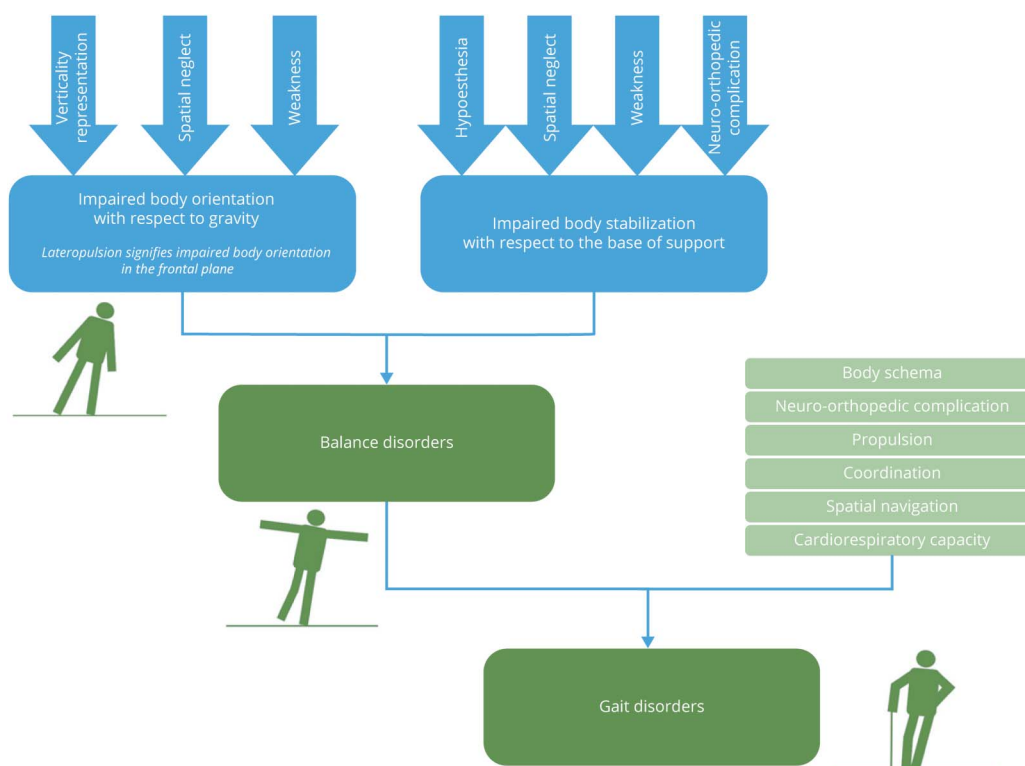 Verticality
representation
Spatial neglect
Weakness
Hypoesthesia
Spatial neglect
Weakness
Neuro-orthopedic
complication
Impaired body orientation
with respect to gravity
Lateropulsion signifies impaired body orientation
in the frontal plane
Impaired body stabilization
with respect to the base of support
Body schema
Neuro-orthopedic complication
Propulsion
Coordination
Spatial navigation
Cardiorespiratory capacity
Balance disorders
Gait disorders